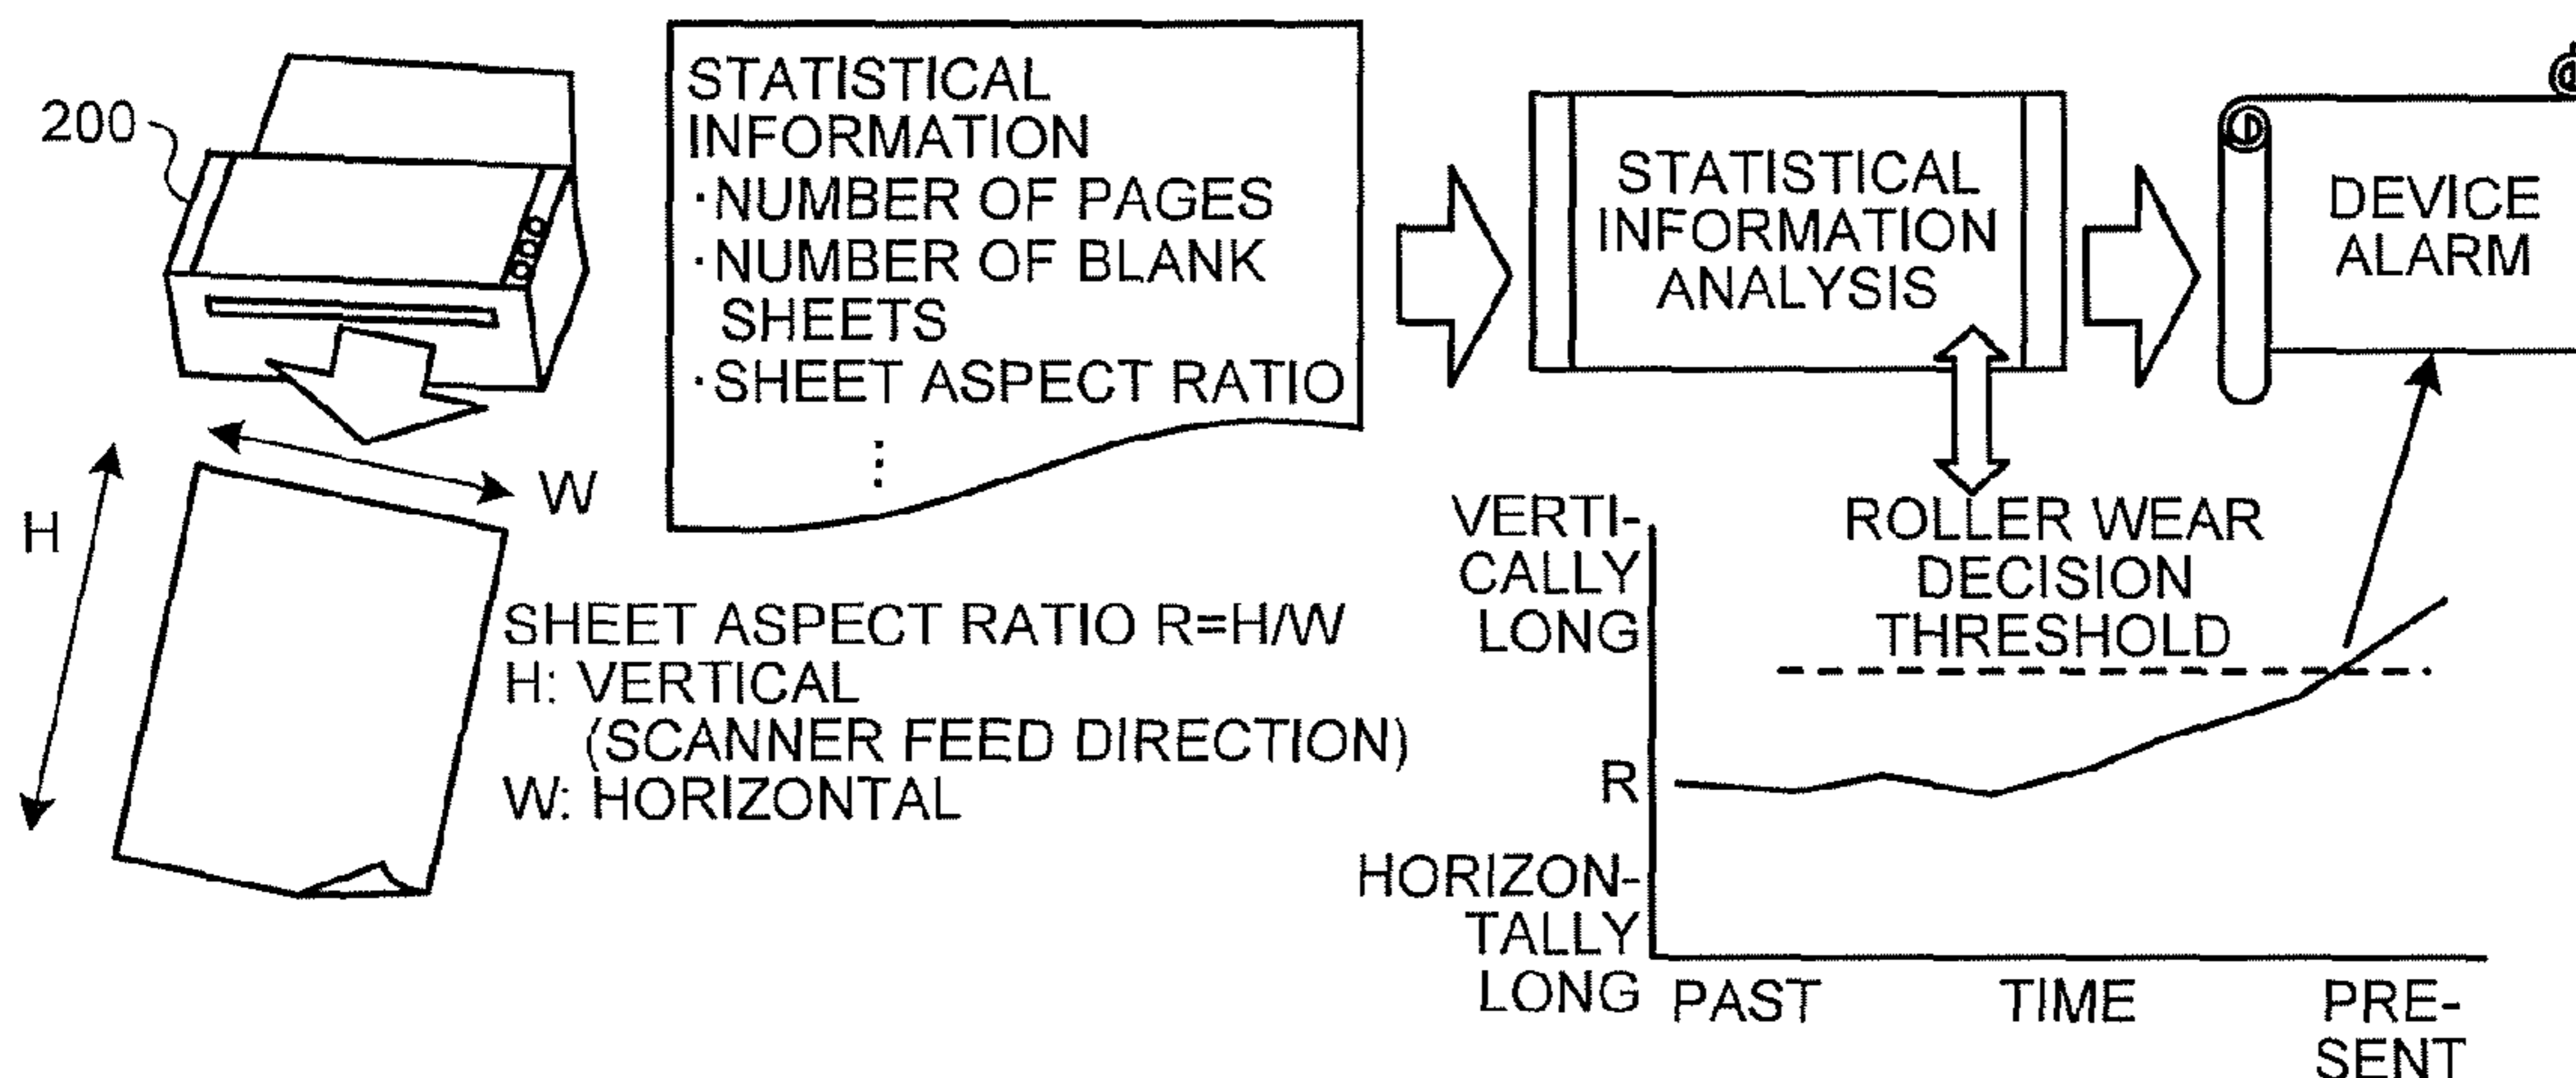 200
STATISTICAL
INFORMATION
·NUMBER OF PAGES
·NUMBER OF BLANK
SHEETS
·SHEET ASPECT RATIO
⋮
STATISTICAL
INFORMATION
ANALYSIS
DEVICE
ALARM
H
W
SHEET ASPECT RATIO R=H/W
H: VERTICAL
(SCANNER FEED DIRECTION)
W: HORIZONTAL
VERTI-
CALLY
LONG
ROLLER WEAR
DECISION
THRESHOLD
R
HORIZON-
TALLY
LONG
PAST
TIME
PRE-
SENT